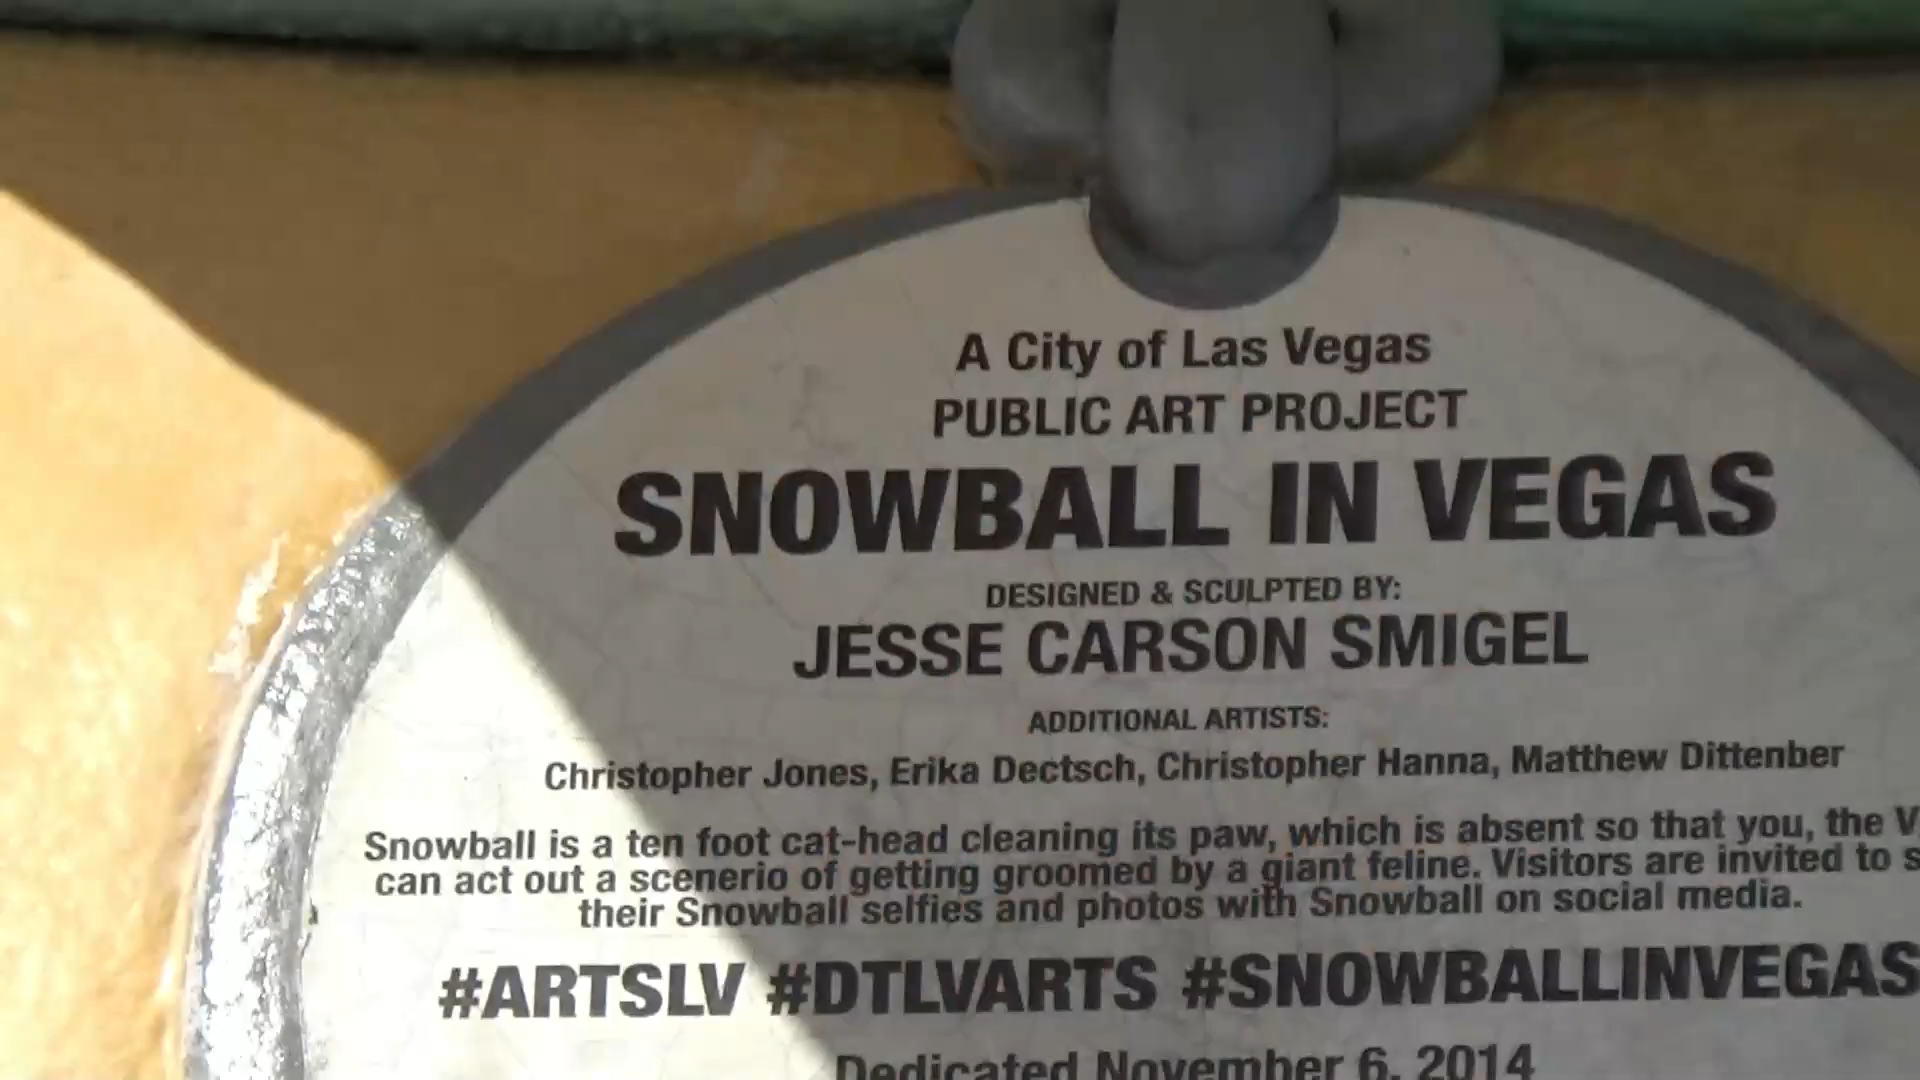 A City of Las Vegas
PUBLIC ART PROJECT
SNOWBALL IN VEGAS
DESIGNED & SCULPTED BY:
JESSE CARSON SMIGEL
ADDITIONAL ARTISTS:
Christopher Jones, Erika Dectsch, Christopher Hanna, Matthew Dittenber
Snowball is a ten foot cat-head cleaning its paw, which is absent so that you, the
can act out a scenerio of getting groomed by a giant feline. Visitors are invited to
their Snowball selfies and photos with Snowball on social media.
#ARTSLV #DTLVARTS #SNOWBALLINVEGAS
Dedicated November 6, 2014